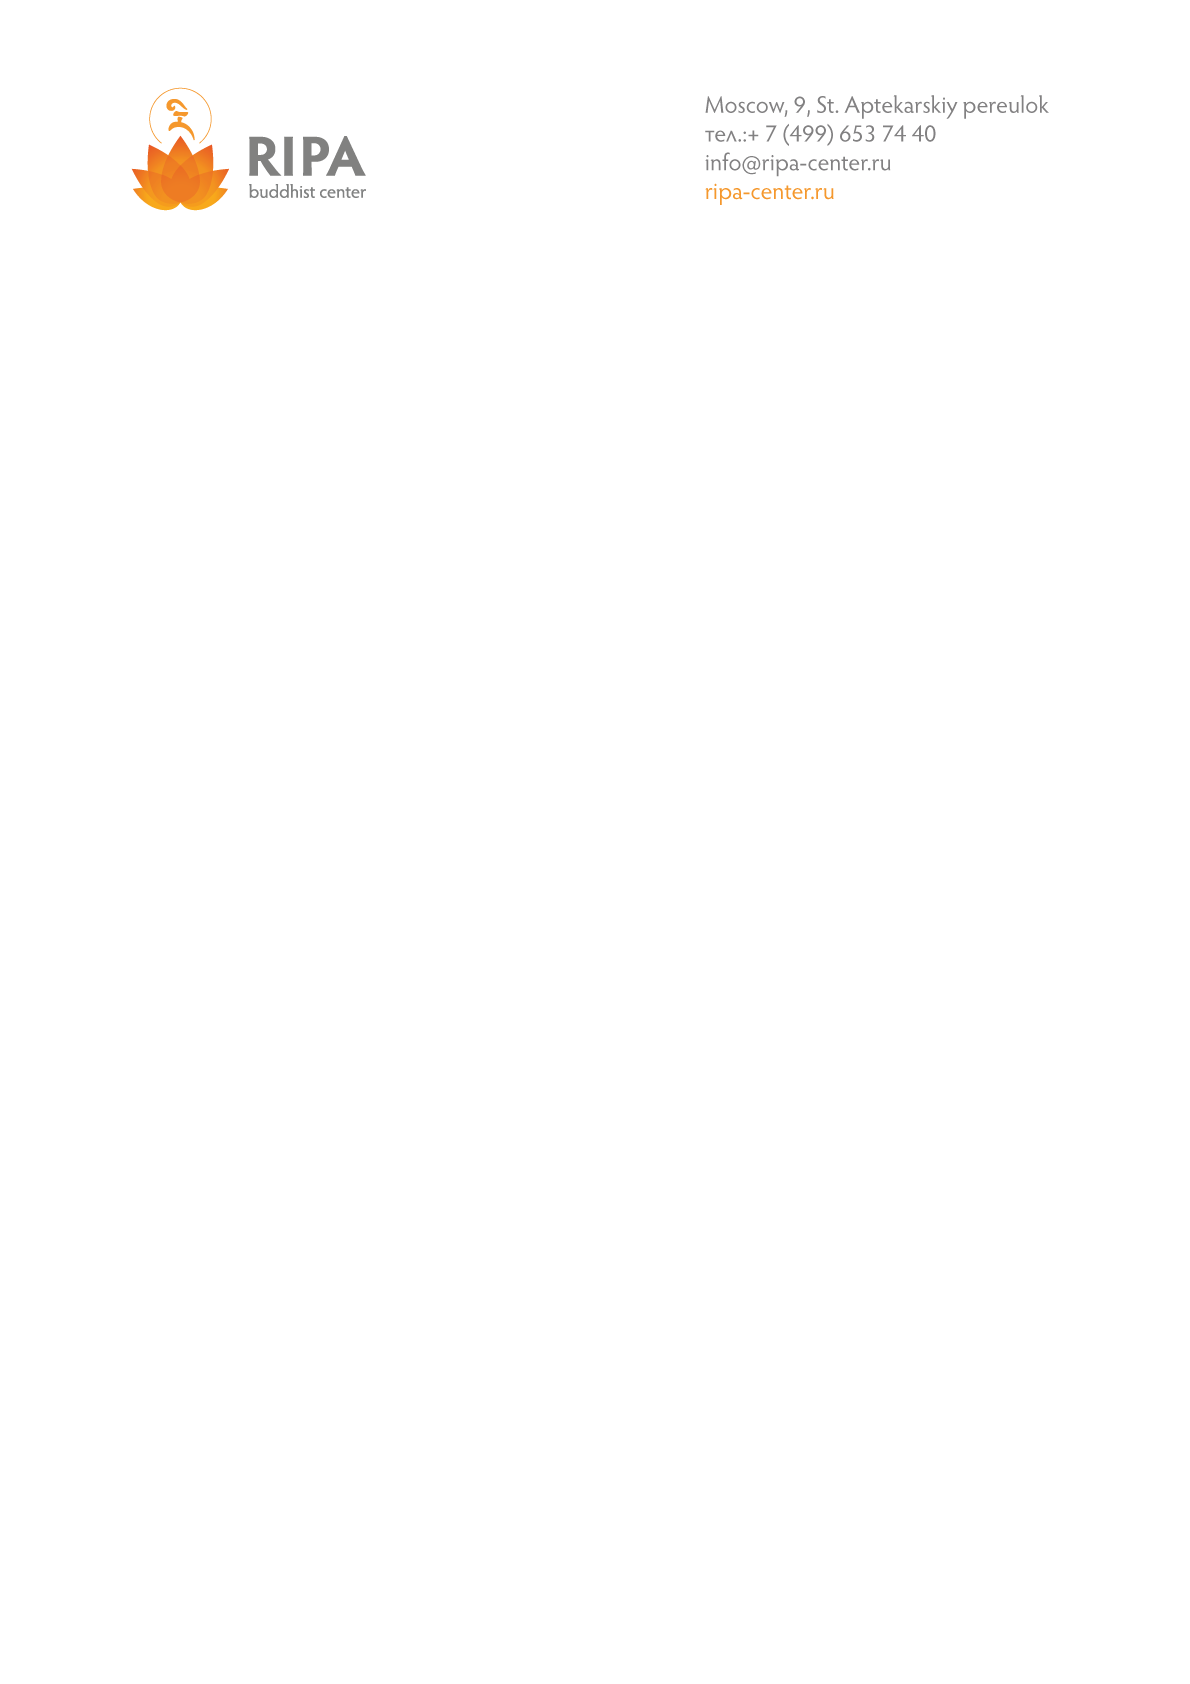 RIPA
buddhist center
Moscow, 9, St. Aptekarskiy pereulok
тел.:+ 7 (499) 653 74 40
info@ripa-center.ru
ripa-center.ru